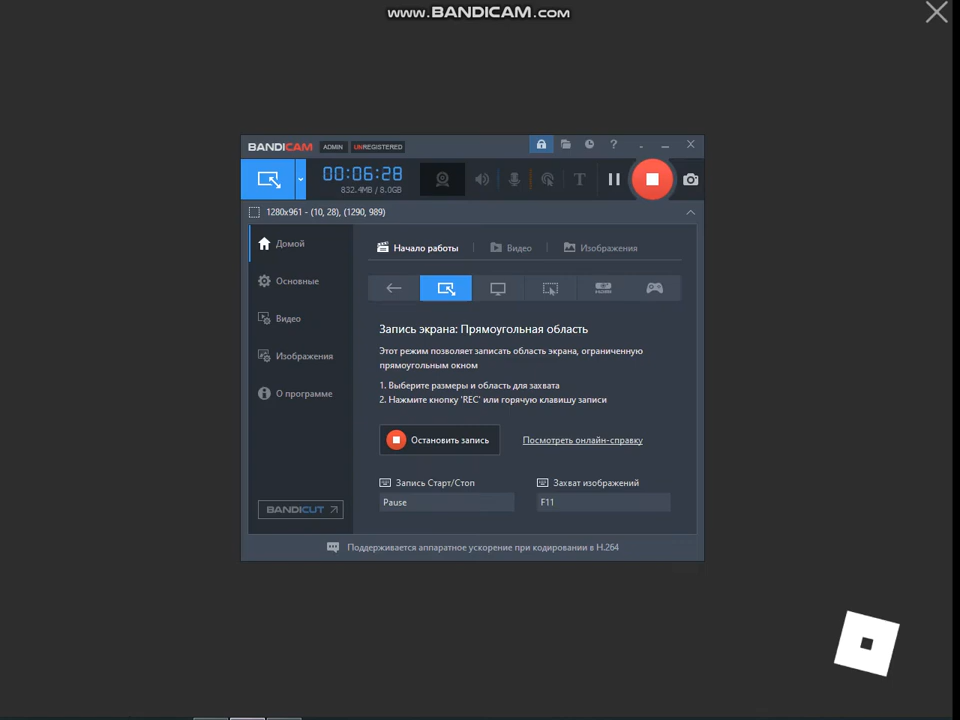 www.BANDICAM.com
BANDICAM ADMIN UNREGISTERED ?
00:06:28
832.4MB / 8.0GB
T
1280x961 - (10, 28), (1290, 989)
Домой
Основные
Видео
Изображения
О программе
BANDICUT
Начало работы
Видео
Изображения
HDMI
Запись экрана: Прямоугольная область
Этот режим позволяет записать область экрана, ограниченную
прямоугольным окном
1. Выберите размеры и область для захвата
2. Нажмите кнопку 'REC' или горячую клавишу записи
Остановить запись
Посмотреть онлайн-справку
Запись Старт/Стоп
Pause
Захват изображений
F11
Поддерживается аппаратное ускорение при кодировании в H.264